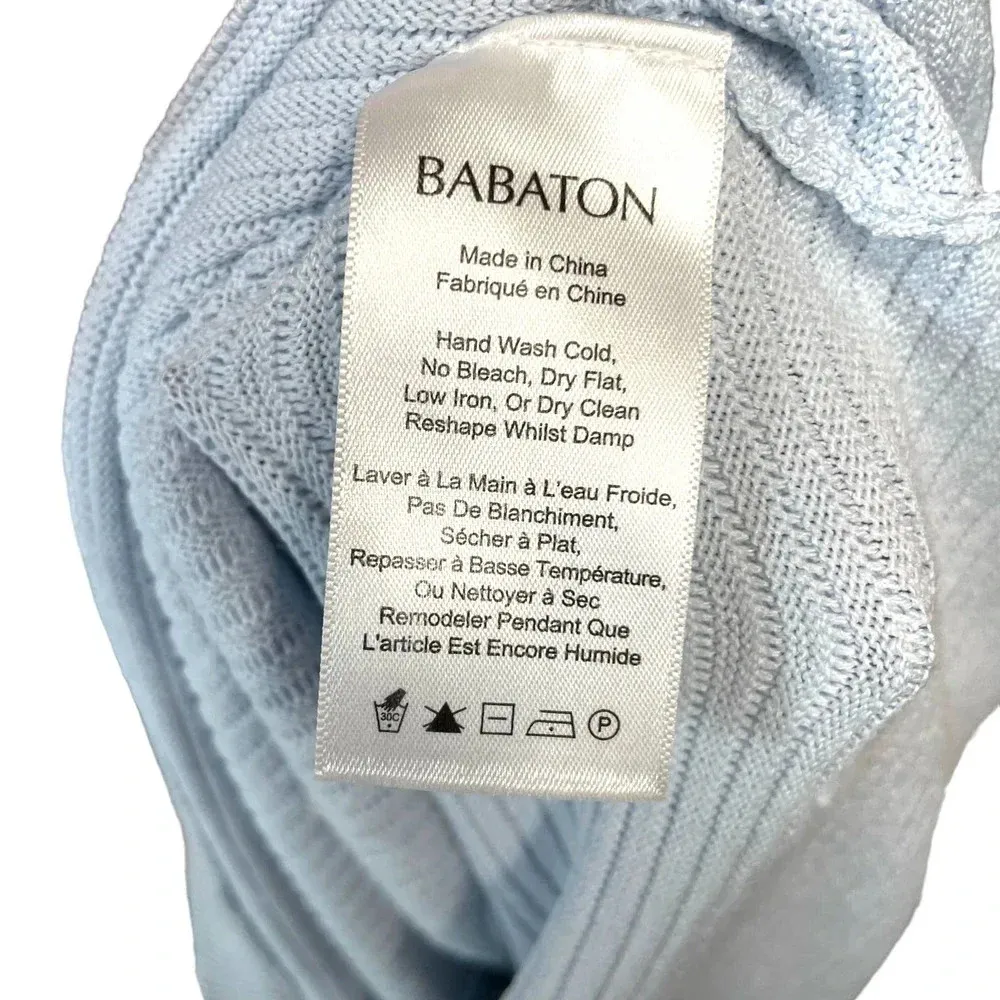 BABATON
Made in China
Fabriqué en Chine
Hand Wash Cold,
No Bleach, Dry Flat,
Low Iron, Or Dry Clean
Reshape Whilst Damp
Laver à La Main à L'eau Froide,
Pas De Blanchiment,
Sécher à Plat,
Repasser à Basse Température,
Ou Nettoyer à Sec
Remodeler Pendant Que
L'article Est Encore Humide
30C P